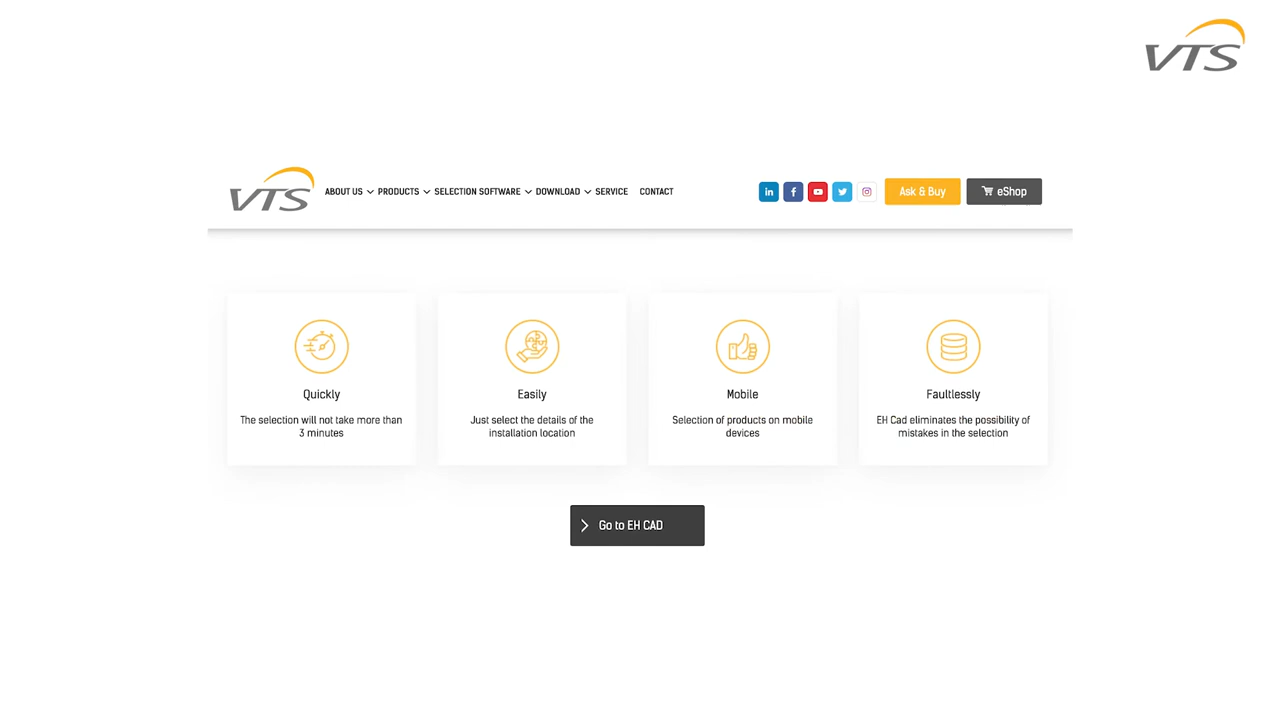 VTS
VTS
ABOUT US PRODUCTS SELECTION SOFTWARE DOWNLOAD SERVICE CONTACT
Ask & Buy
eShop
Quickly
The selection will not take more than
3 minutes
Easily
Just select the details of the
installation location
Mobile
Selection of products on mobile
devices
Faultlessly
EH Cad eliminates the possibility of
mistakes in the selection
Go to EH CAD